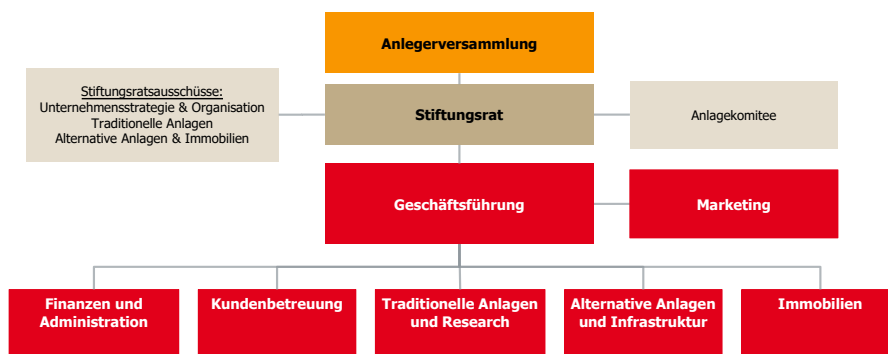 Anlegerversammlung
Stiftungsratsausschüsse:
Unternehmensstrategie & Organisation
Traditionelle Anlagen
Alternative Anlagen & Immobilien
Stiftungsrat
Anlagekomitee
Geschäftsführung
Marketing
Finanzen und
Administration
Kundenbetreuung
Traditionelle Anlagen
und Research
Alternative Anlagen
und Infrastruktur
Immobilien